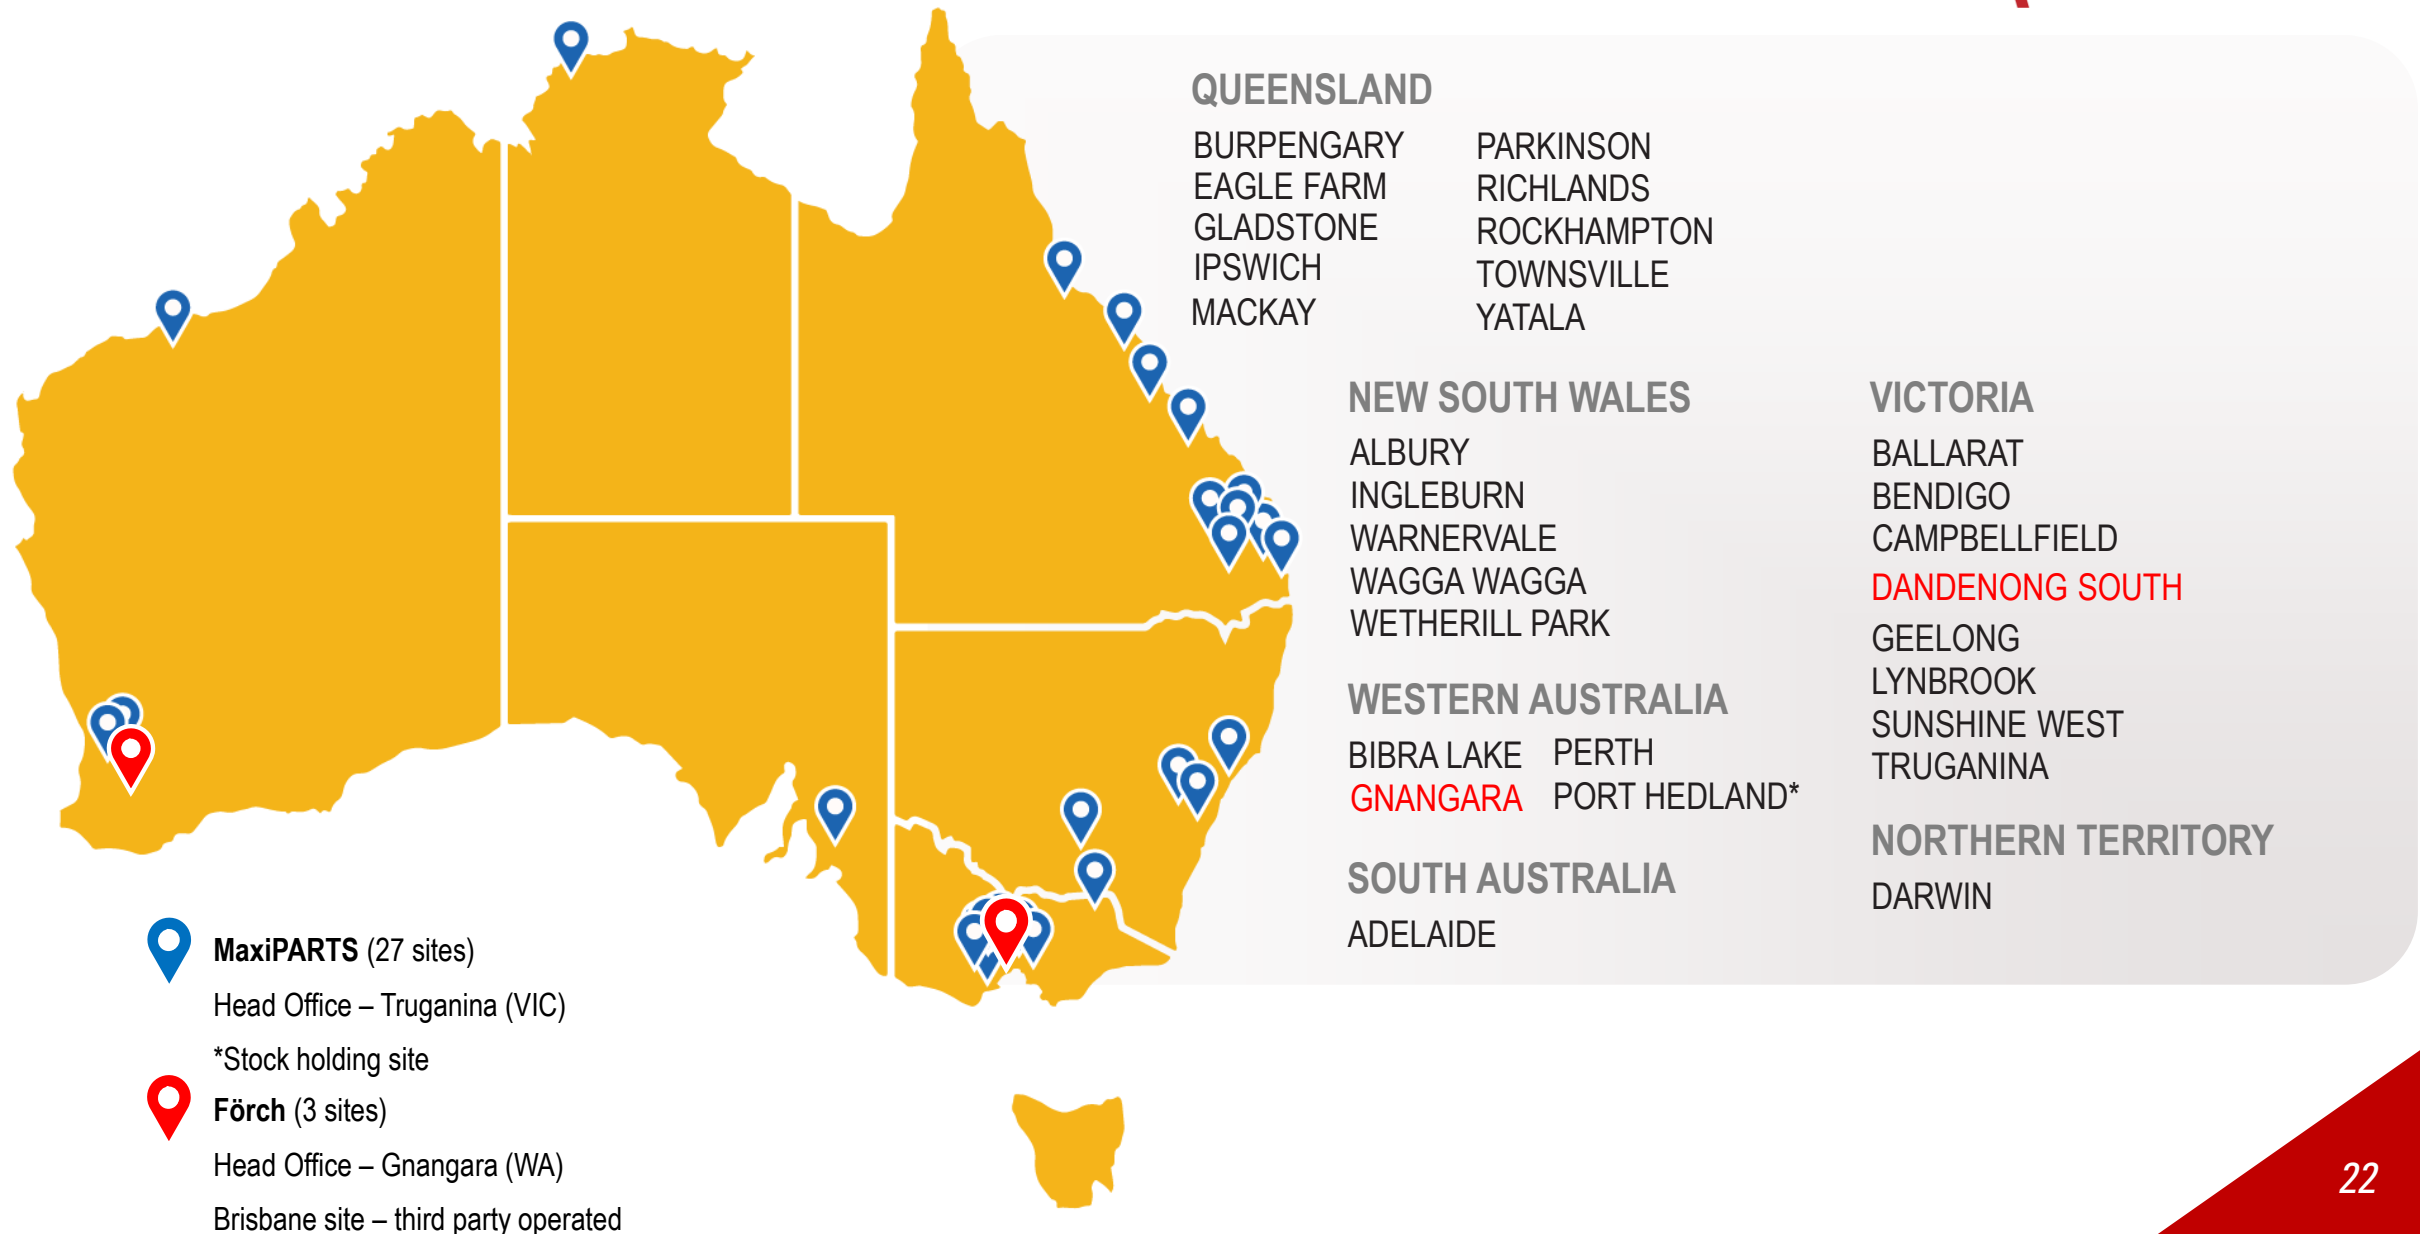 QUEENSLAND
BURPENGARY
EAGLE FARM
GLADSTONE
IPSWICH
MACKAY
PARKINSON
RICHLANDS
ROCKHAMPTON
TOWNSVILLE
YATALA
NEW SOUTH WALES
ALBURY
INGLEBURN
WARNERVALE
WAGGA WAGGA
WETHERILL PARK
WESTERN AUSTRALIA
BIBRA LAKE
GNANGARA
PERTH
PORT HEDLAND*
SOUTH AUSTRALIA
ADELAIDE
VICTORIA
BALLARAT
BENDIGO
CAMPBELLFIELD
DANDENONG SOUTH
GEELONG
LYNBROOK
SUNSHINE WEST
TRUGANINA
NORTHERN TERRITORY
DARWIN
MaxiPARTS (27 sites)
Head Office – Truganina (VIC)
*Stock holding site
Förch (3 sites)
Head Office – Gnangara (WA)
Brisbane site – third party operated
22